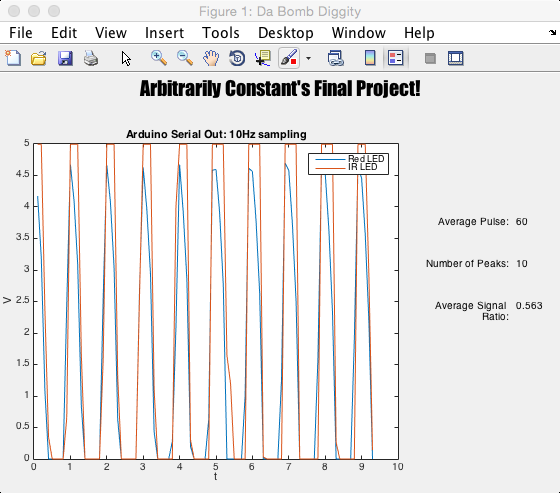 Figure 1: Da Bomb Diggity
File Edit View Insert Tools Desktop Window Help
Arbitrarily Constant's Final Project!
Arduino Serial Out: 10Hz sampling
Red LED
IR LED
5
4.5
4
3.5
3
2.5
2
1.5
1
0.5
0
V
0 1 2 3 4 5 6 7 8 9 10
t
Average Pulse: 60
Number of Peaks: 10
Average Signal 0.563
Ratio: